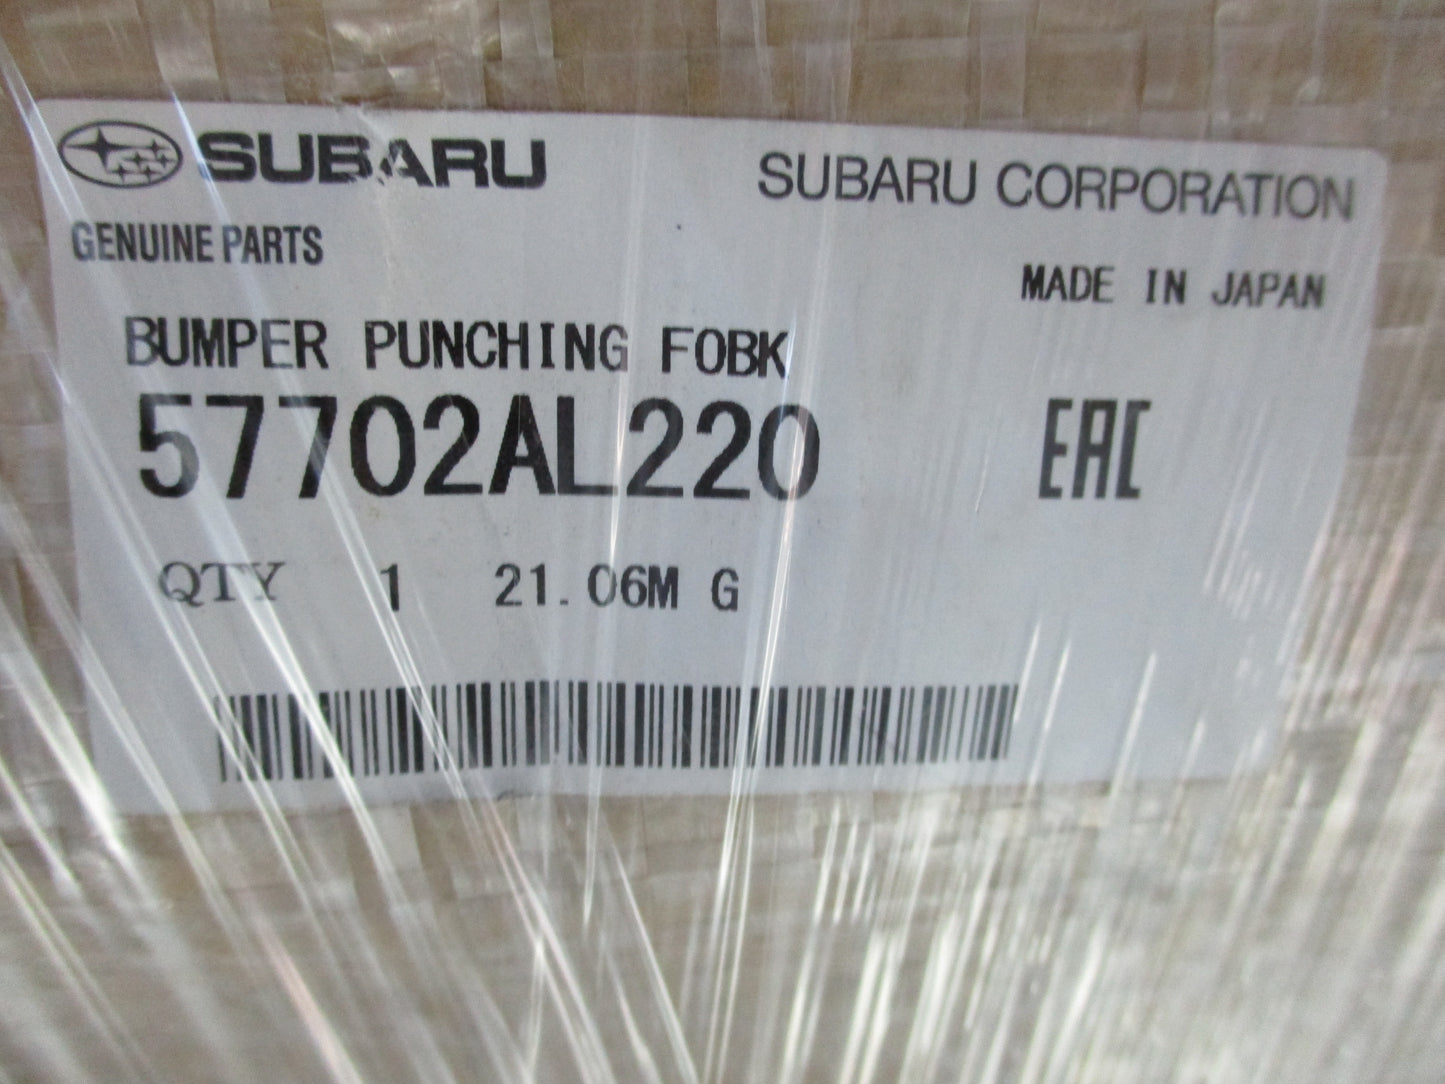 SUBARU
SUBARU CORPORATION
GENUINE PARTS
MADE IN JAPAN
BUMPER PUNCHING FOBK
57702AL220
EAC
QTY 1 21.06M G